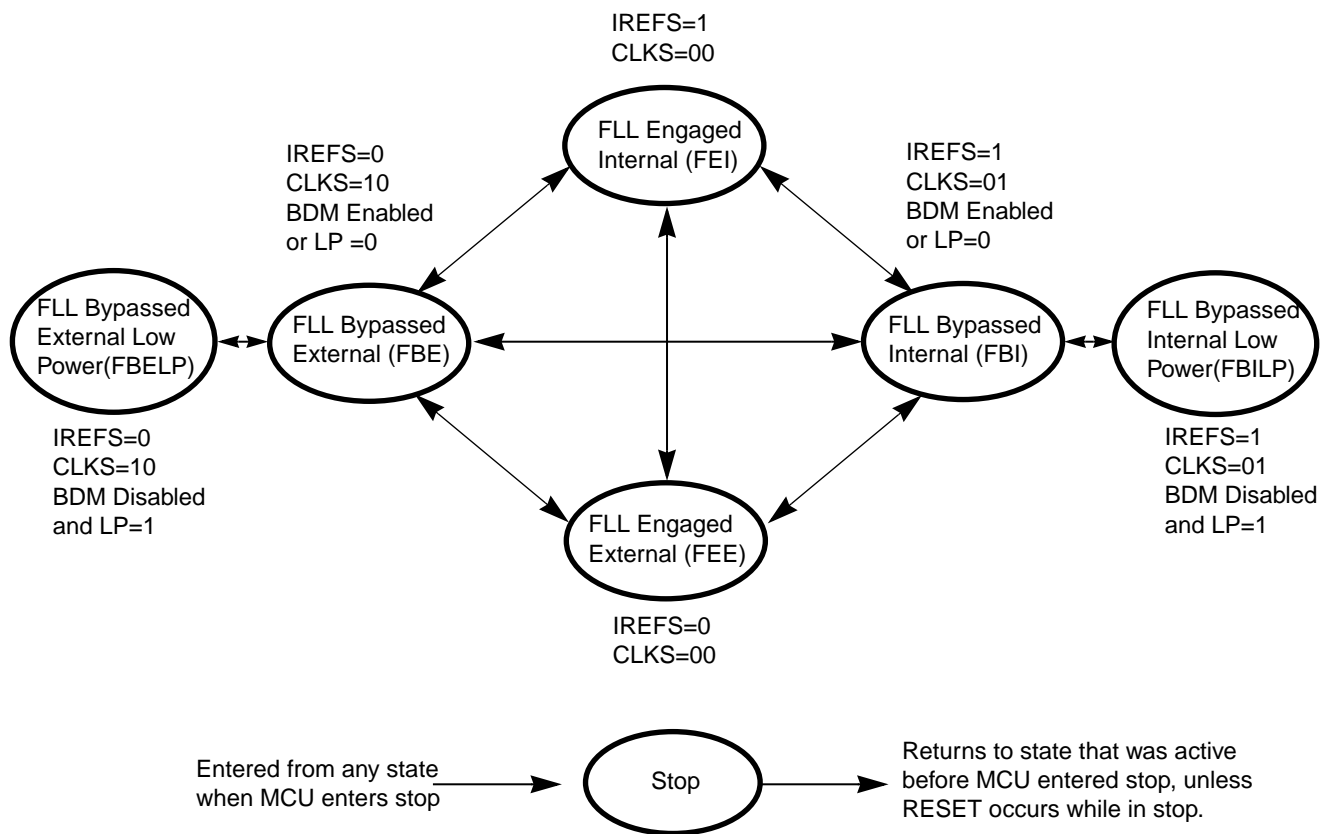 IREFS=1
CLKS=00
FLL Engaged
Internal (FEI)
IREFS=0
CLKS=10
BDM Enabled
or LP =0
IREFS=1
CLKS=01
BDM Enabled
or LP=0
FLL Bypassed
External Low
Power(FBELP)
FLL Bypassed
External (FBE)
FLL Bypassed
Internal (FBI)
FLL Bypassed
Internal Low
Power(FBILP)
IREFS=0
CLKS=10
BDM Disabled
and LP=1
IREFS=1
CLKS=01
BDM Disabled
and LP=1
FLL Engaged
External (FEE)
IREFS=0
CLKS=00
Entered from any state
when MCU enters stop
Stop
Returns to state that was active
before MCU entered stop, unless
RESET occurs while in stop.